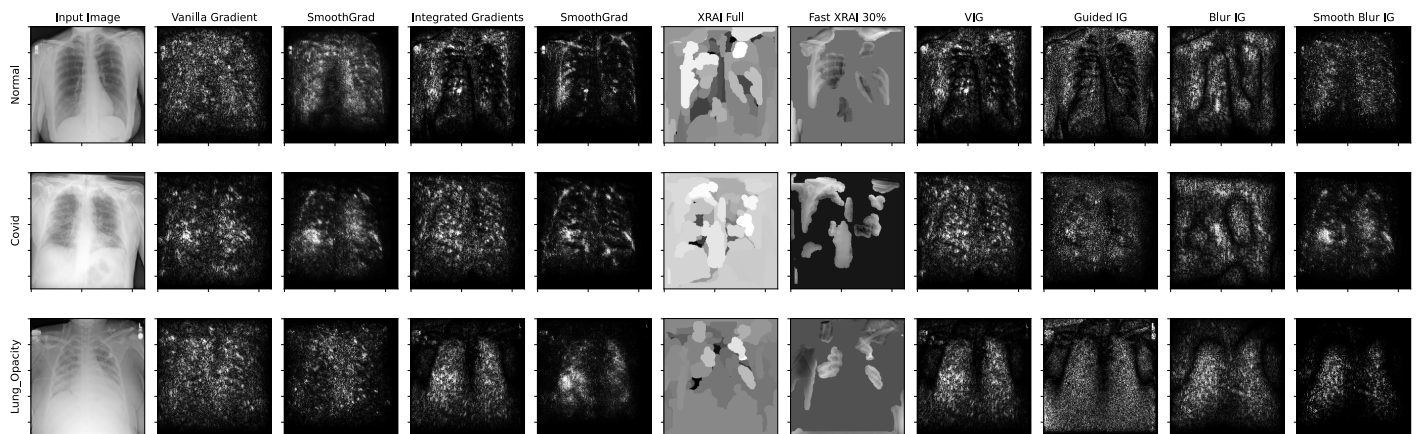 Input Image
Vanilla Gradient
SmoothGrad
Integrated Gradients
SmoothGrad
XRAI Full
Fast XRAI 30%
VIG
Guided IG
Blur IG
Smooth Blur IG
Normal
Covid
Lung_Opacity